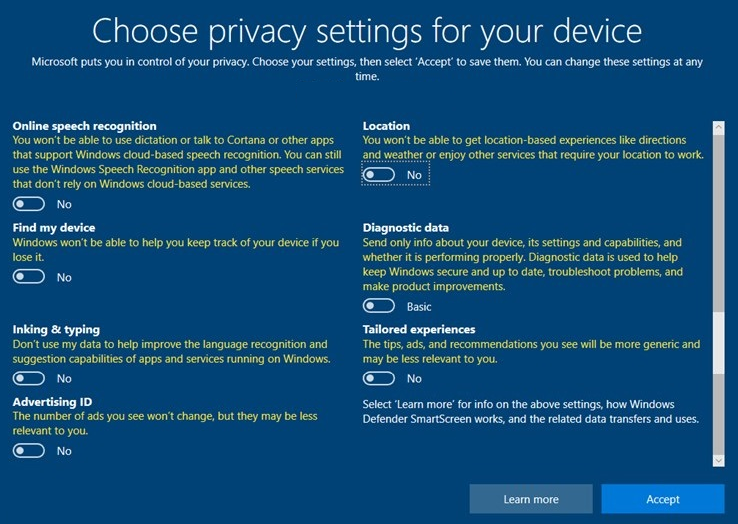 Choose privacy settings for your device
Microsoft puts you in control of your privacy. Choose your settings, then select 'Accept' to save them. You can change these settings at any
time.
Online speech recognition
You won't be able to use dictation or talk to Cortana or other apps
that support Windows cloud-based speech recognition. You can still
use the Windows Speech Recognition app and other speech services
that don't rely on Windows cloud-based services.
No
Location
You won't be able to get location-based experiences like directions
and weather or enjoy other services that require your location to work.
No
Find my device
Windows won't be able to help you keep track of your device if you
lose it.
No
Diagnostic data
Send only info about your device, its settings and capabilities, and
whether it is performing properly. Diagnostic data is used to help
keep Windows secure and up to date, troubleshoot problems, and
make product improvements.
Basic
Inking & typing
Don't use my data to help improve the language recognition and
suggestion capabilities of apps and services running on Windows.
No
Tailored experiences
The tips, ads, and recommendations you see will be more generic and
may be less relevant to you.
No
Advertising ID
The number of ads you see won't change, but they may be less
relevant to you.
No
Select 'Learn more' for info on the above settings, how Windows
Defender SmartScreen works, and the related data transfers and uses.
Learn more
Accept